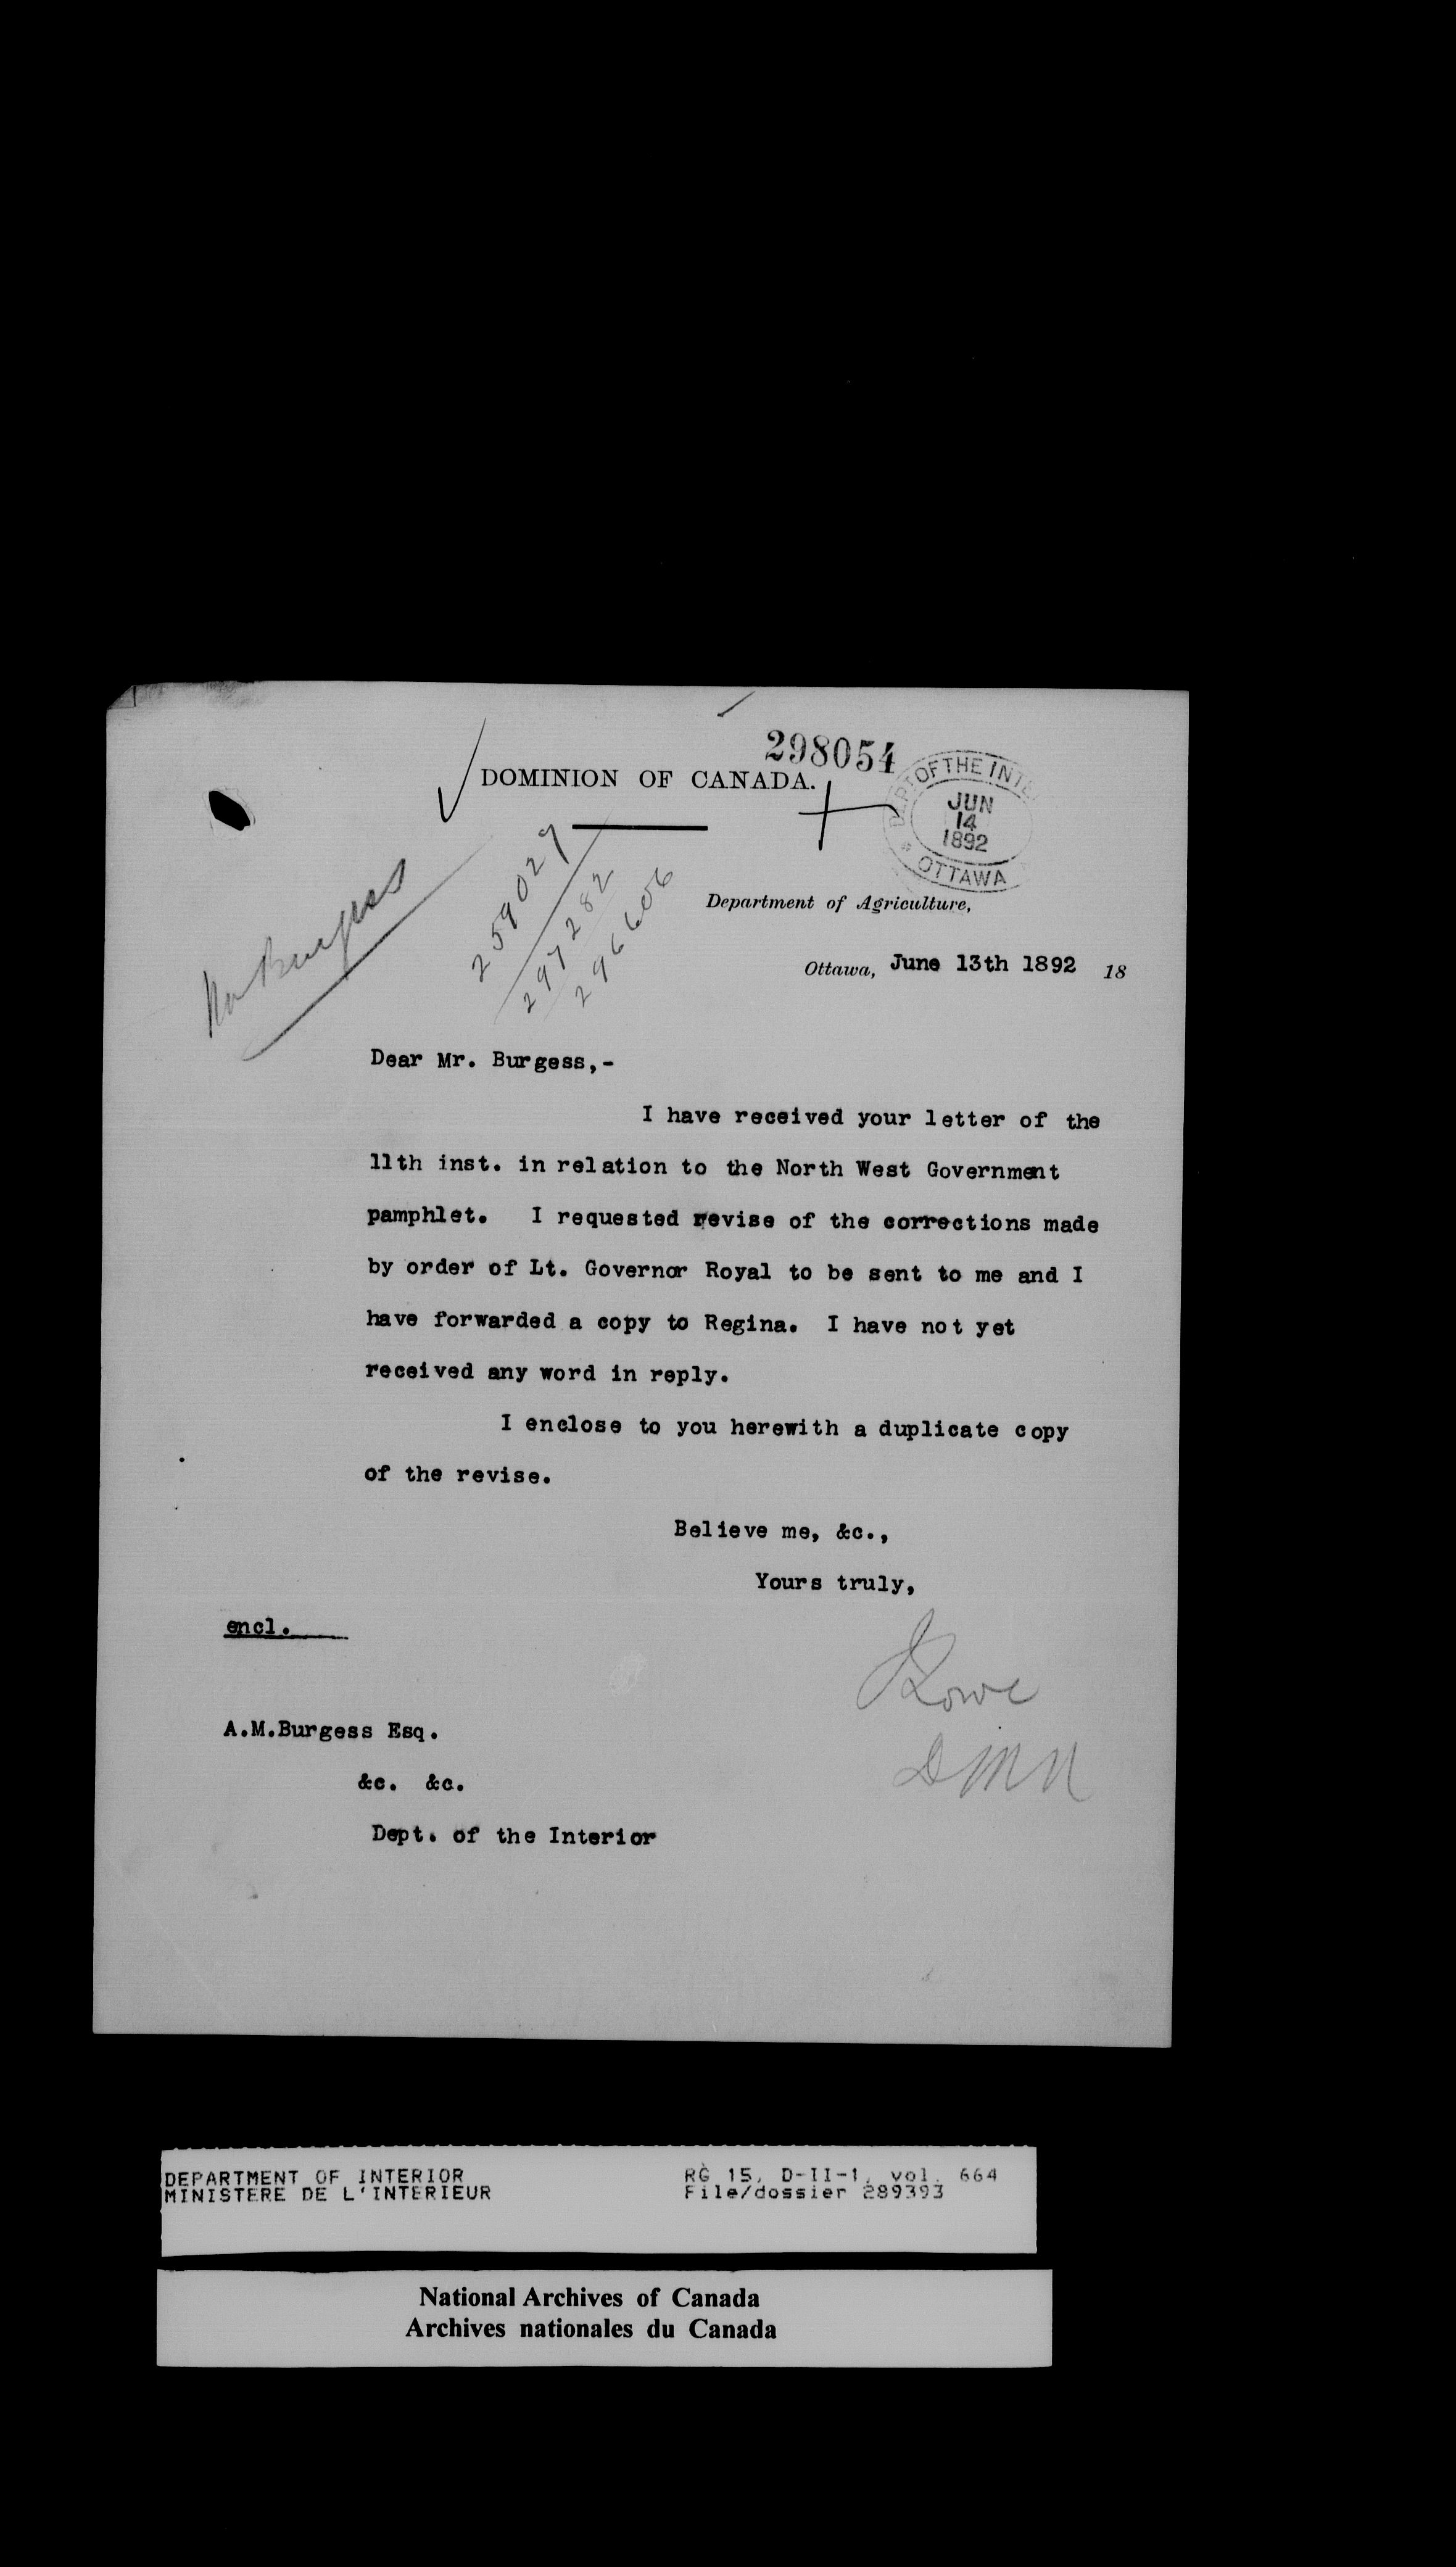 298054
DOMINION OF CANADA.
DEPT OF THE INTE
JUN
14
1892
OTTAWA
Mr Burgess
259029
297282
296606
Department of Agriculture,
Ottawa, June 13th 1892 18
Dear Mr. Burgess,-
I have received your letter of the
11th inst. in relation to the North West Government
pamphlet. I requested revise of the corrections made
by order of Lt. Governor Royal to be sent to me and I
have forwarded a copy to Regina. I have not yet
received any word in reply.
I enclose to you herewith a duplicate copy
of the revise.
Believe me, &c.,
Yours truly,
encl.
Lowe
A.M.Burgess Esq.
&c. &c.
Dept. of the Interior
DEPARTMENT OF INTERIOR
MINISTERE DE L'INTERIEUR
RG 15, D-II-1, vol. 664
File/dossier 289393
National Archives of Canada
Archives nationales du Canada